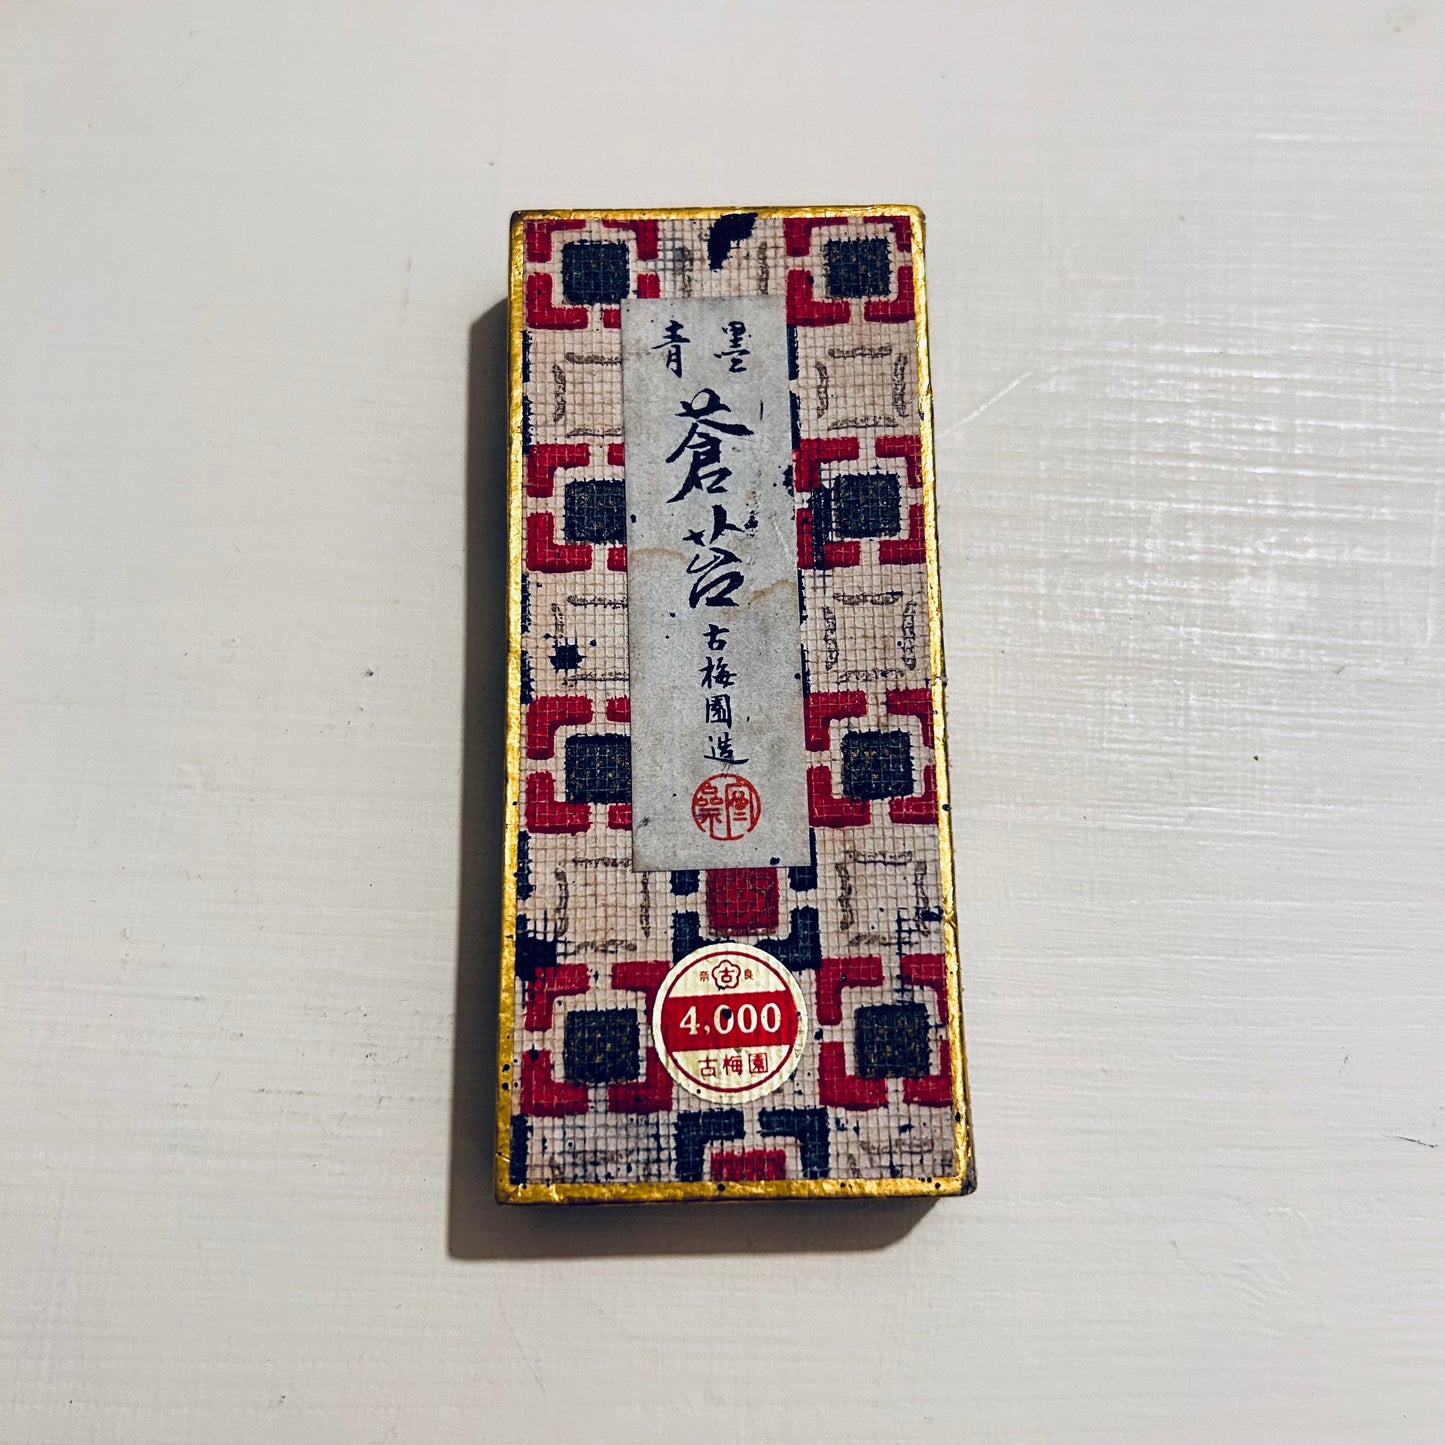 青墨
蒼苔
古梅園造
奈古良
4,000
古梅園